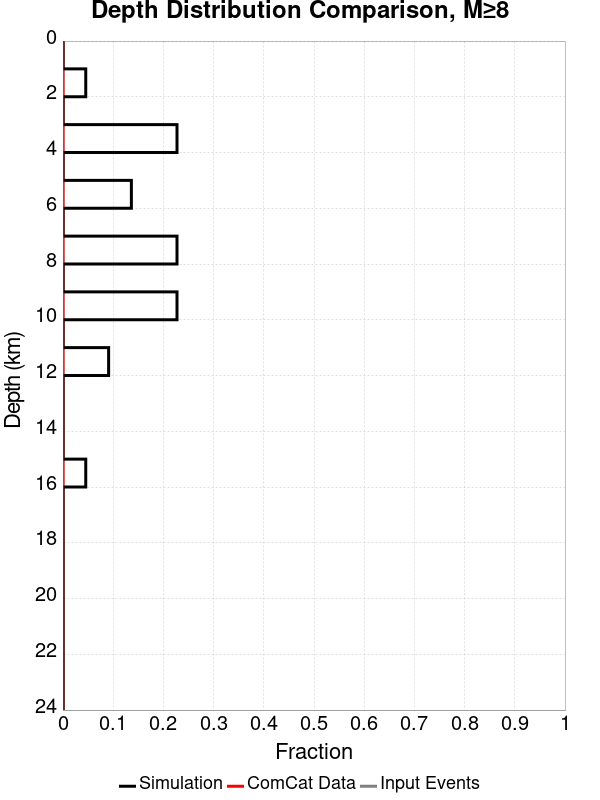 Depth Distribution Comparison, M≥8
0
2
4
6
8
10
12
14
16
18
20
22
24
Depth (km)
0 0.1 0.2 0.3 0.4 0.5 0.6 0.7 0.8 0.9 1
Fraction
Simulation ComCat Data Input Events